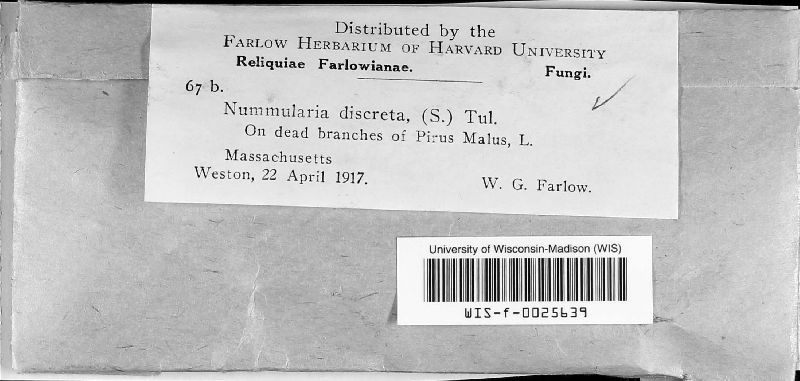 Distributed by the
FARLOW HERBARIUM OF HARVARD UNIVERSITY
Reliquiae Farlowianae. Fungi.
67 b.
Nummularia discreta, (S.) Tul.
On dead branches of Pirus Malus, L.
Massachusetts
Weston, 22 April 1917. W. G. Farlow.
University of Wisconsin-Madison (WIS)
WIS-f-0025639